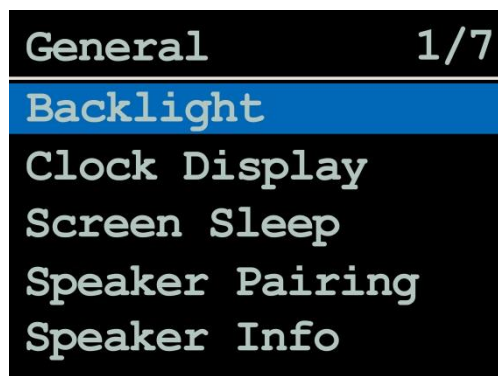 General 1/7
Backlight
Clock Display
Screen Sleep
Speaker Pairing
Speaker Info